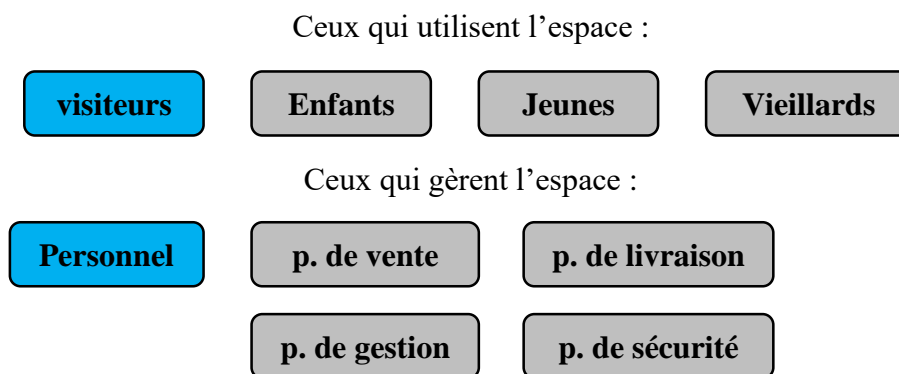 Ceux qui utilisent l’espace :
visiteurs Enfants Jeunes Vieillards
Ceux qui gèrent l’espace :
Personnel p. de vente p. de livraison
p. de gestion p. de sécurité